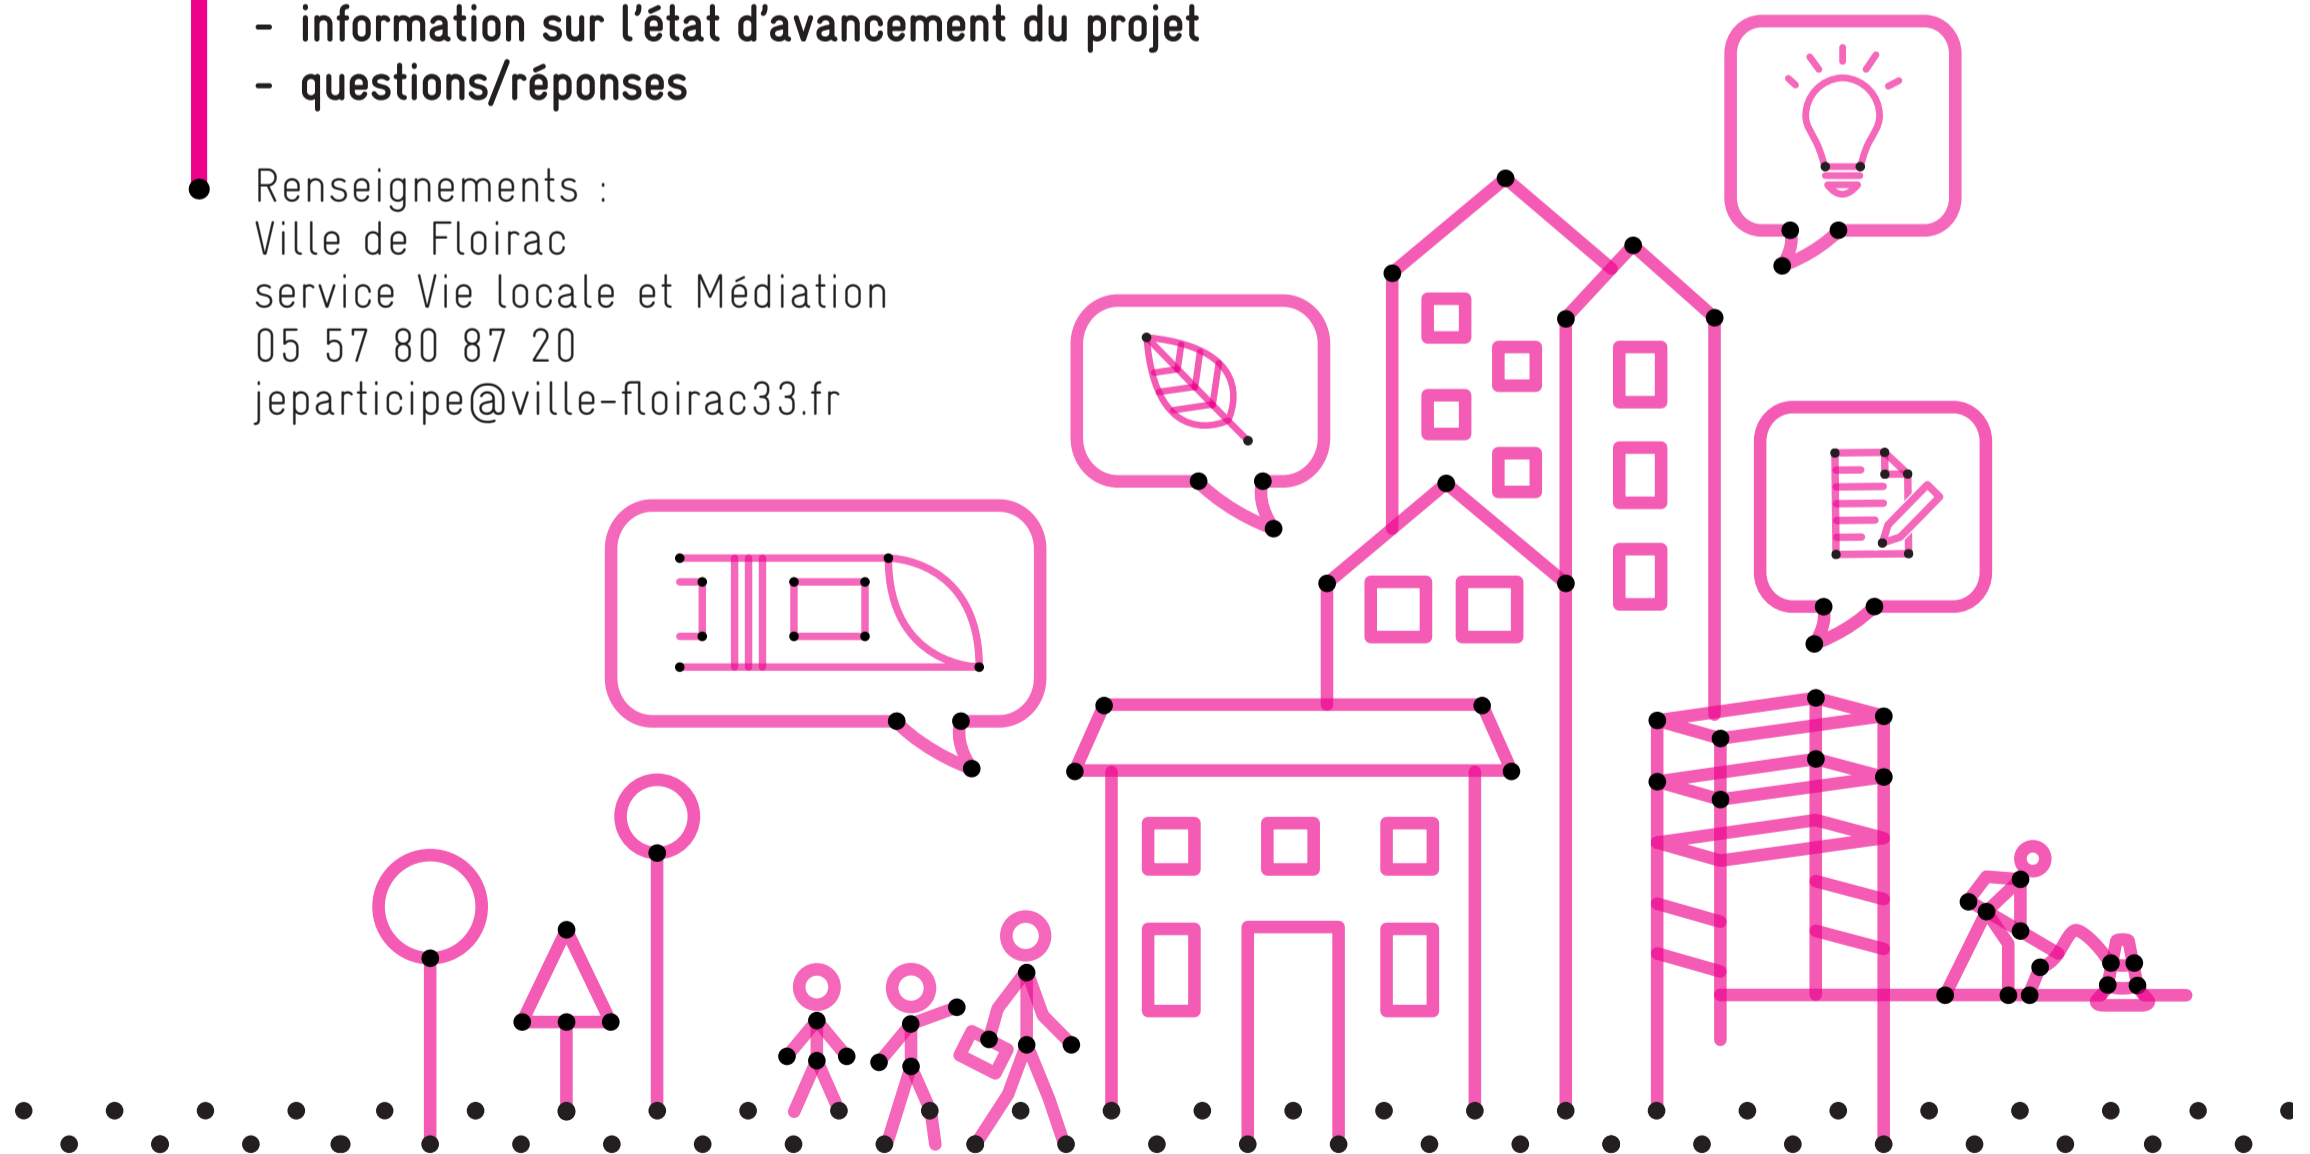 - information sur l'état d'avancement du projet
- questions/réponses
Renseignements :
Ville de Floirac
service Vie locale et Médiation
05 57 80 87 20
jeparticipe@ville-floirac33.fr